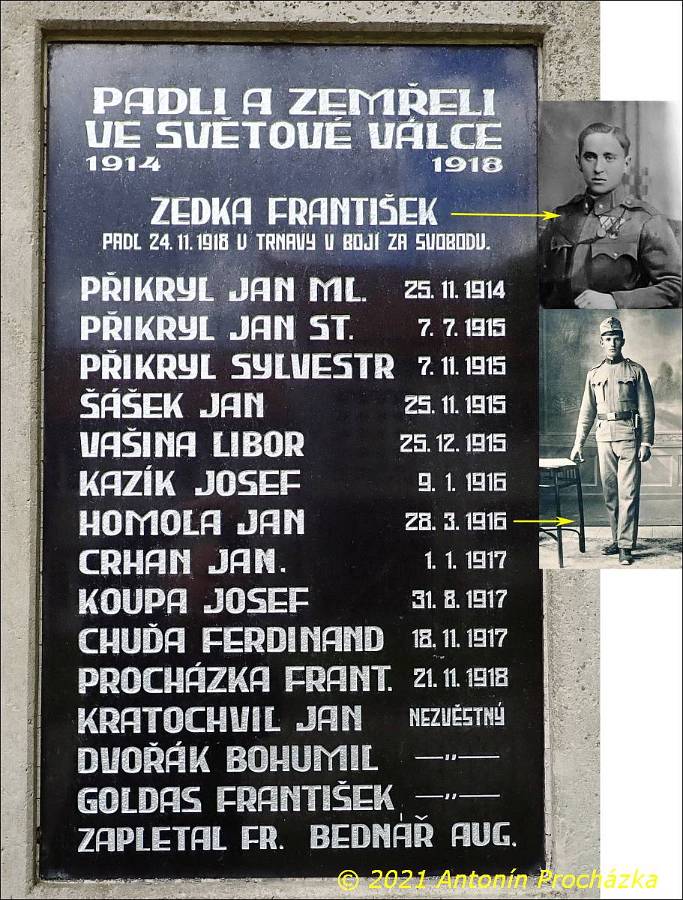 PADLI A ZEMŘELI
VE SVĚTOVÉ VÁLCE
1914 1918
ZEDKA FRANTIŠEK
PADL 24.11.1918 U TRNAVY V BOJÍ ZA SVOBODU.
PŘIKRYL JAN ML. 25.11.1914
PŘIKRYL JAN ST. 7.7.1915
PŘIKRYL SYLVESTR 7.11.1915
ŠÁŠEK JAN 25.11.1915
VAŠINA LIBOR 25.12.1915
KAZÍK JOSEF 9.1.1916
HOMOLA JAN 28.3.1916
CRHAN JAN. 1.1.1917
KOUPA JOSEF 31.8.1917
CHUĎA FERDINAND 18.11.1917
PROCHÁZKA FRANT. 21.11.1918
KRATOCHVIL JAN NEZVĚSTNÝ
DVOŘÁK BOHUMIL —„—
GOLDAS FRANTIŠEK —„—
ZAPLETAL FR. BEDNÁŘ AUG.
© 2021 Antonín Procházka